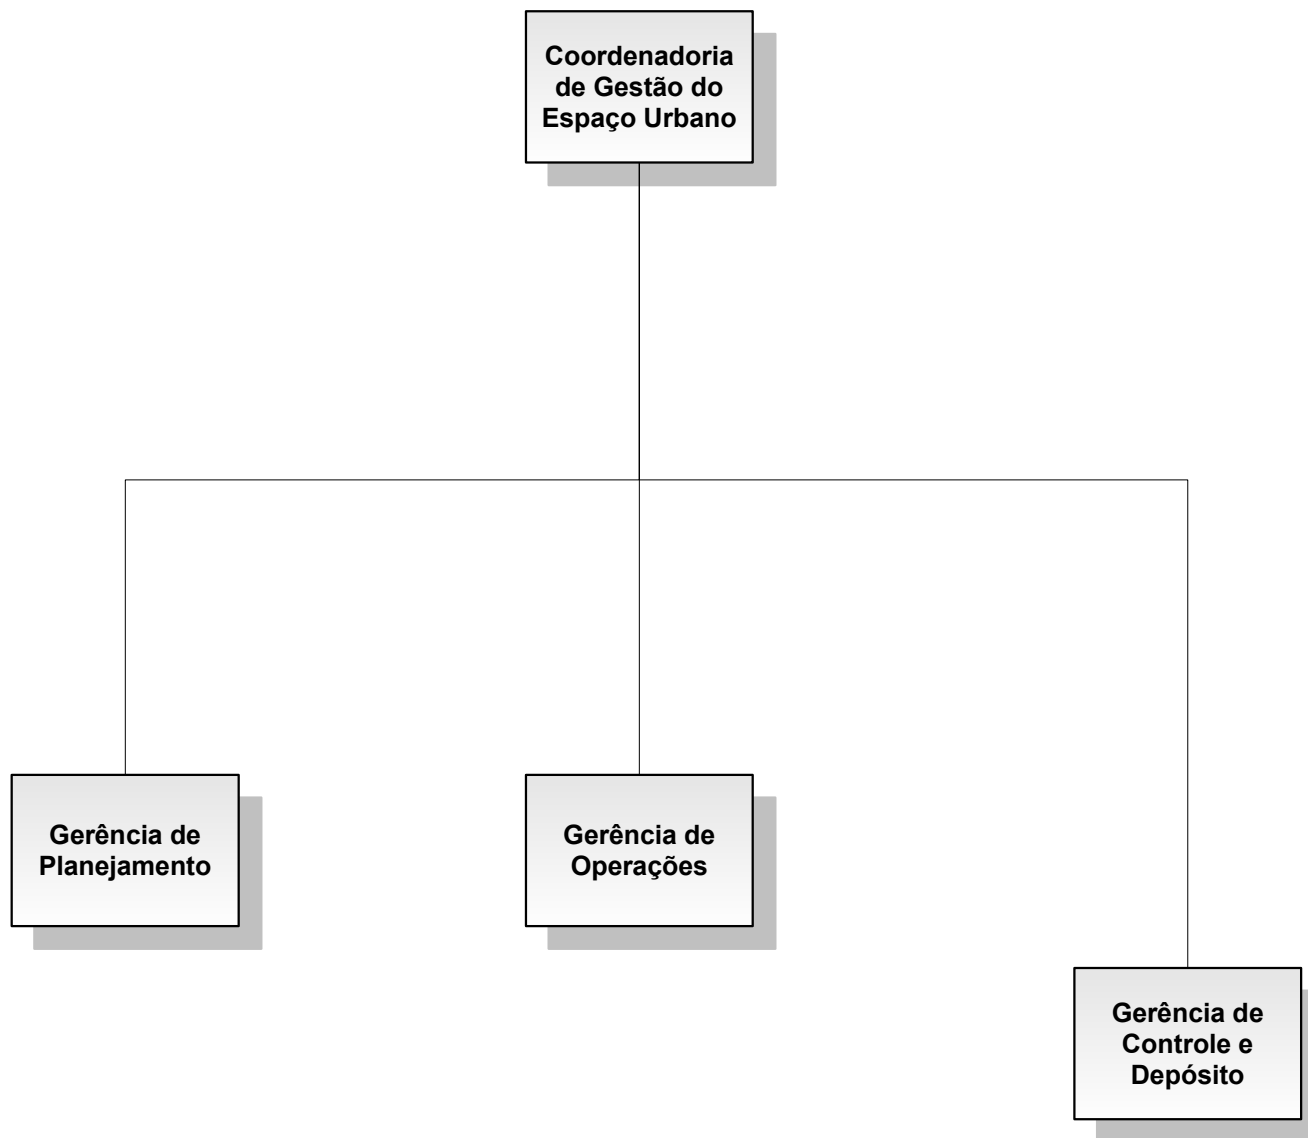 Coordenadoria
de Gestão do
Espaço Urbano
Gerência de
Planejamento
Gerência de
Operações
Gerência de
Controle e
Depósito